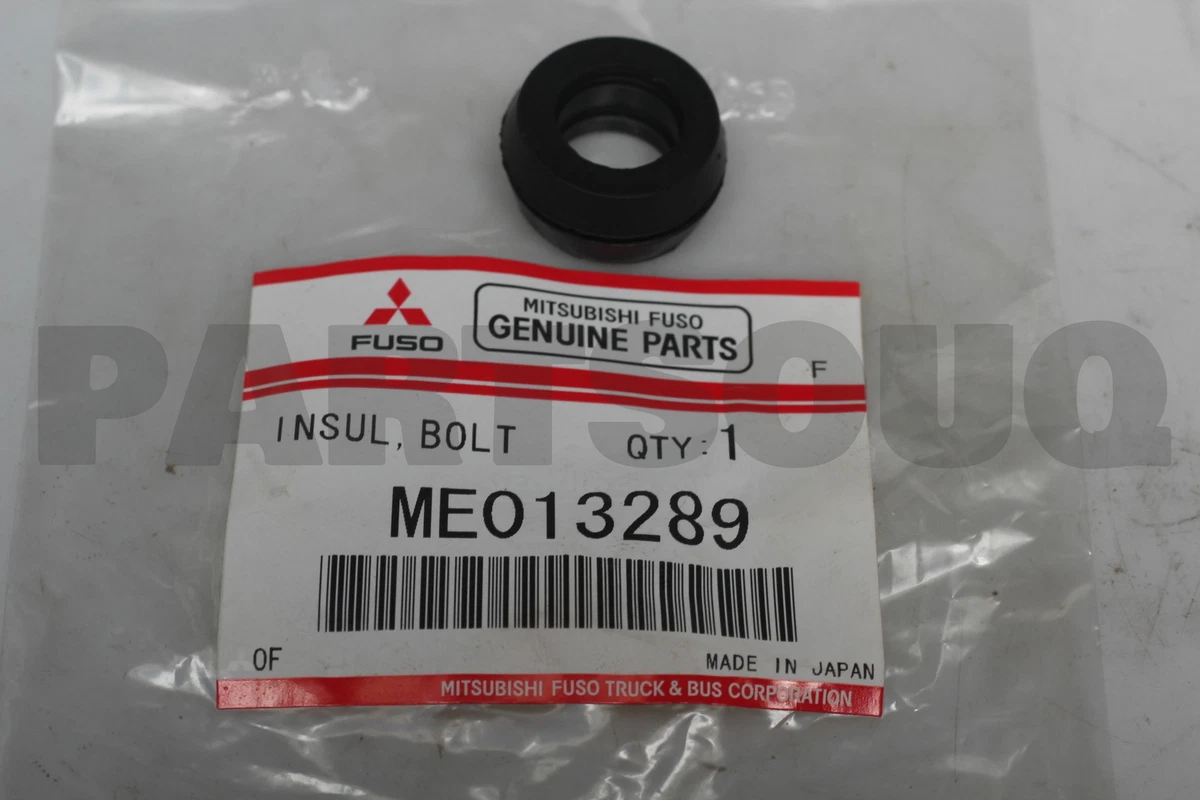 MITSUBISHI FUSO
GENUINE PARTS
FUSO
F
PARTSOUQ
INSUL, BOLT QTY: 1
ME013289
OF MADE IN JAPAN
MITSUBISHI FUSO TRUCK & BUS CORPORATION